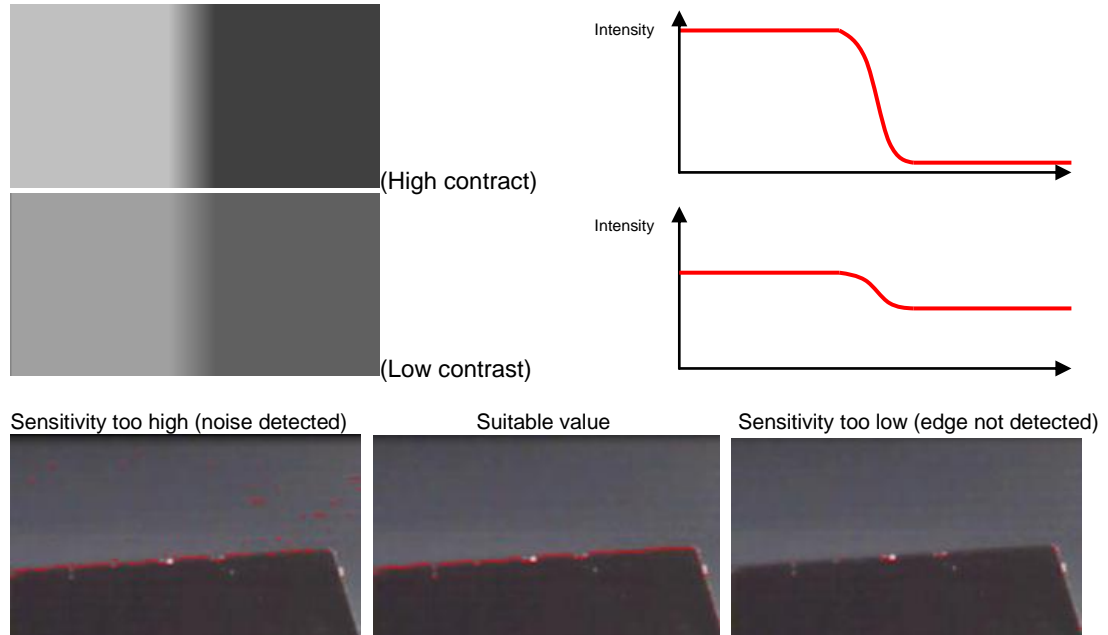 Intensity
(High contract)
Intensity
(Low contrast)
Sensitivity too high (noise detected)
Suitable value
Sensitivity too low (edge not detected)